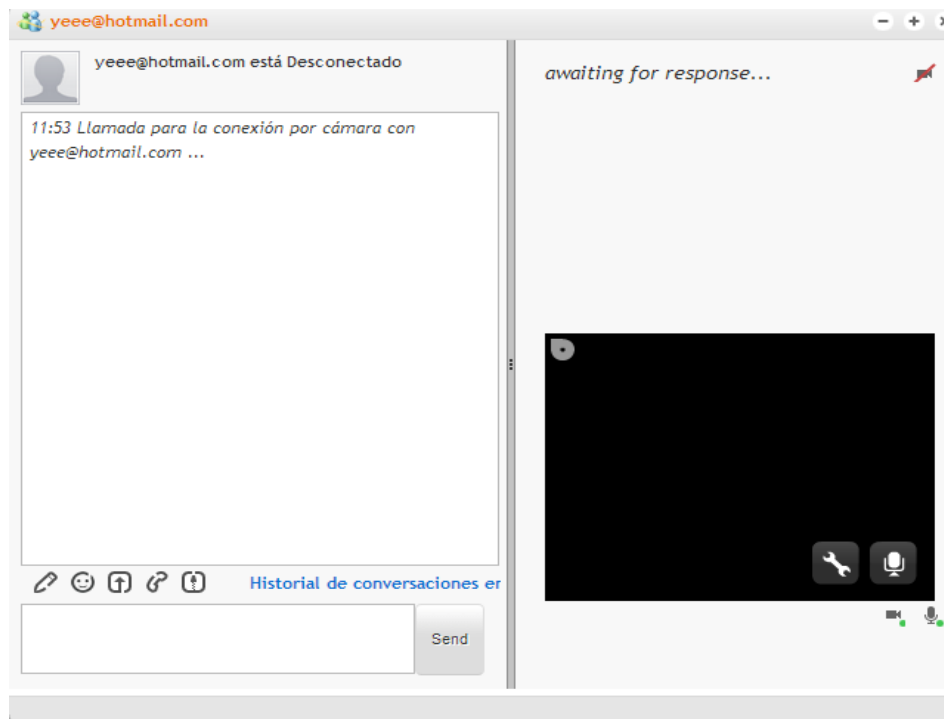 yeee@hotmail.com
yeee@hotmail.com está Desconectado
awaiting for response...
11:53 Llamada para la conexión por cámara con
yeee@hotmail.com ...
Historial de conversaciones er
Send